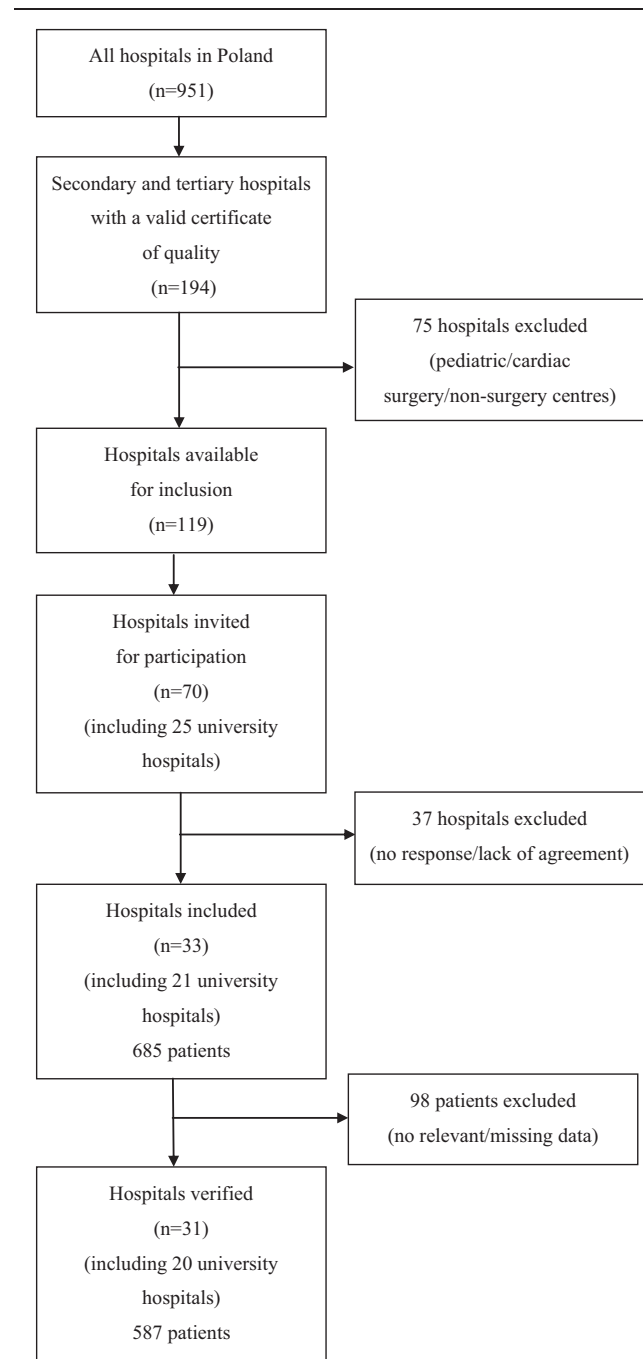 All hospitals in Poland
(n=951)
Secondary and tertiary hospitals
with a valid certificate
of quality
(n=194)
75 hospitals excluded
(pediatric/cardiac
surgery/non-surgery centres)
Hospitals available
for inclusion
(n=119)
Hospitals invited
for participation
(n=70)
(including 25 university
hospitals)
37 hospitals excluded
(no response/lack of agreement)
Hospitals included
(n=33)
(including 21 university
hospitals)
685 patients
98 patients excluded
(no relevant/missing data)
Hospitals verified
(n=31)
(including 20 university
hospitals)
587 patients